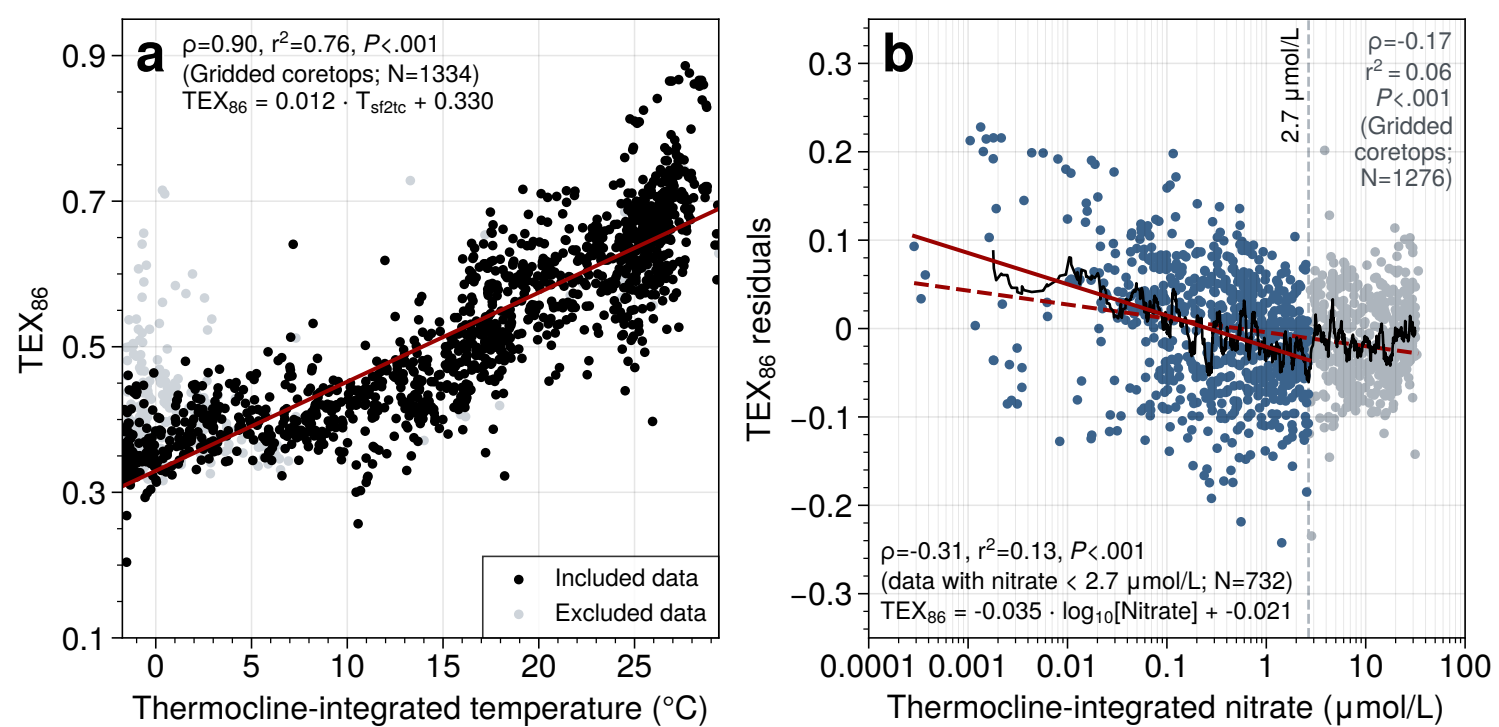 a
ρ=0.90, r²=0.76, P<.001
(Gridded coretops; N=1334)
TEX₈₆ = 0.012 · Tsf2tc + 0.330
0.9
0.7
0.5
0.3
0.1
TEX₈₆
Included data
Excluded data
0 5 10 15 20 25
Thermocline-integrated temperature (°C)
b
2.7 μmol/L
ρ=-0.17
r² = 0.06
P<.001
(Gridded
coretops;
N=1276)
0.3
0.2
0.1
0
−0.1
−0.2
−0.3
TEX₈₆ residuals
ρ=-0.31, r²=0.13, P<.001
(data with nitrate < 2.7 μmol/L; N=732)
TEX₈₆ = -0.035 · log₁₀[Nitrate] + -0.021
0.0001 0.001 0.01 0.1 1 10 100
Thermocline-integrated nitrate (μmol/L)